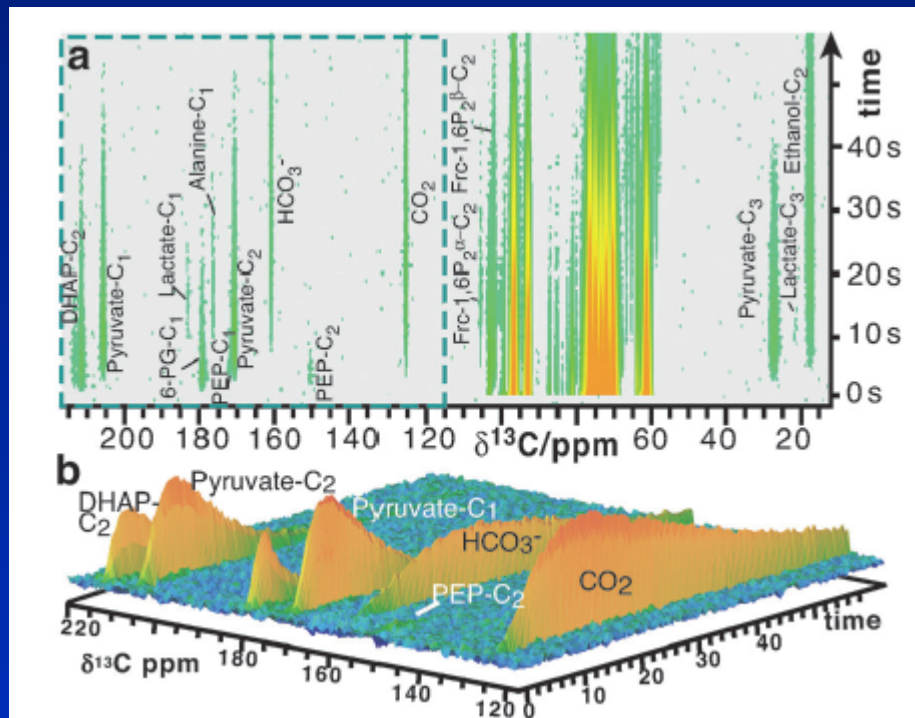 a
DHAP-C₂
Pyruvate-C₁
6-PG-C₁
Lactate-C₁
Alanine-C₁
PEP-C₁
Pyruvate-C₂
HCO₃⁻
PEP-C₂
CO₂
Frc-1,6P₂α-C₂
Frc-1,6P₂β-C₂
Pyruvate-C₃
Lactate-C₃
Ethanol-C₂
time
40 s
30 s
20 s
10 s
0 s
200 180 160 140 120 δ¹³C/ppm 60 40 20
b
DHAP-
C₂
Pyruvate-C₂
Pyruvate-C₁
HCO₃⁻
PEP-C₂
CO₂
220 180 160 140 120
δ¹³C ppm
0 10 20 30 40
time